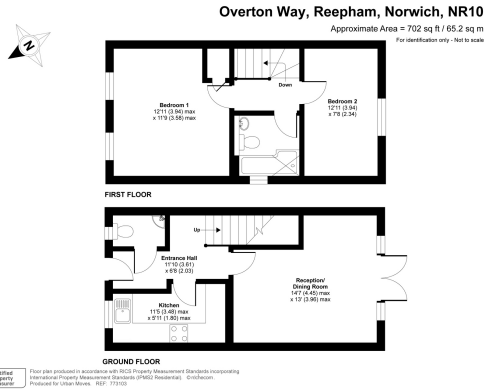 Overton Way, Reepham, Norwich, NR10
Approximate Area = 702 sq ft / 65.2 sq m
For identification only - Not to scale
N
Bedroom 1
12'11 (3.94) max
x 11'9 (3.58) max
Down
Bedroom 2
12'11 (3.94)
x 7'8 (2.34)
FIRST FLOOR
Up
Entrance Hall
11'10 (3.61)
x 6'8 (2.03)
Reception/
Dining Room
14'7 (4.45) max
x 13' (3.96) max
Kitchen
11'5 (3.48) max
x 5'11 (1.80) max
GROUND FLOOR
Floor plan produced in accordance with RICS Property Measurement Standards incorporating
International Property Measurement Standards (IPMS2 Residential). ©nichecom
Produced for Urban Moves. REF: 773103